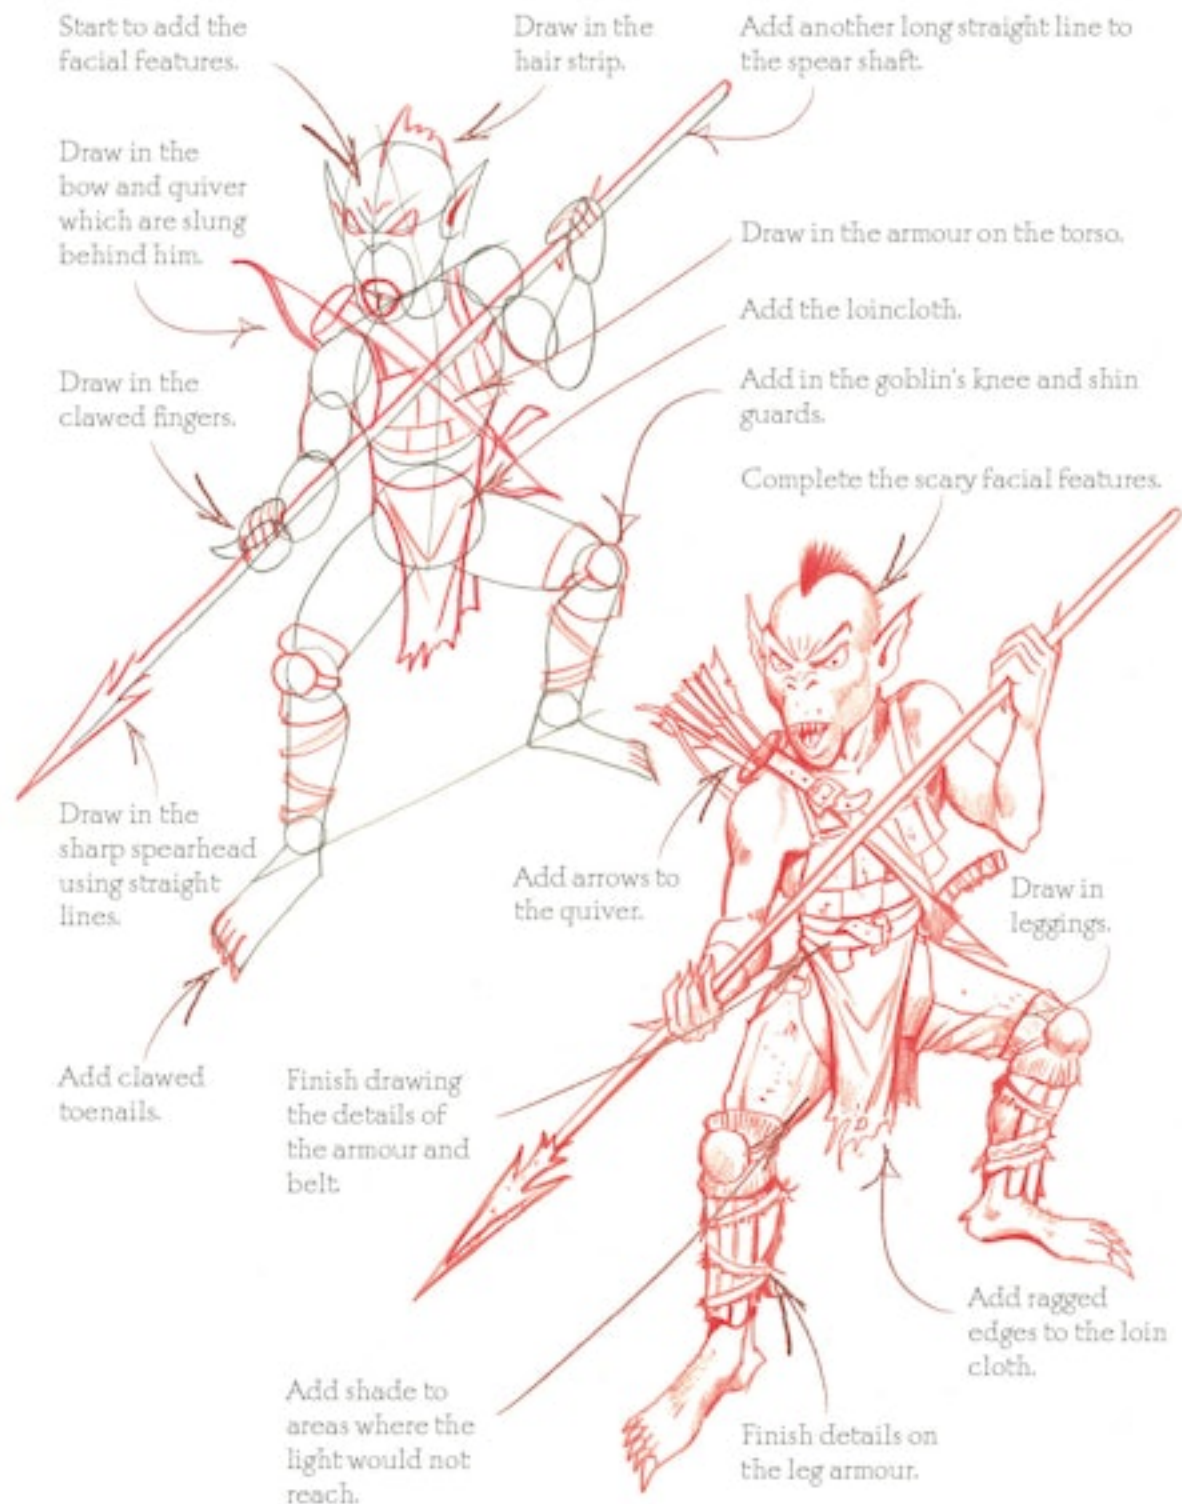 Start to add the
facial features.
Draw in the
hair strip.
Add another long straight line to
the spear shaft.
Draw in the
bow and quiver
which are slung
behind him.
Draw in the armour on the torso.
Add the loincloth.
Draw in the
clawed fingers.
Add in the goblin's knee and shin
guards.
Complete the scary facial features.
Draw in the
sharp spearhead
using straight
lines.
Add arrows to
the quiver.
Draw in
leggings.
Add clawed
toenails.
Finish drawing
the details of
the armour and
belt.
Add ragged
edges to the loin
cloth.
Add shade to
areas where the
light would not
reach.
Finish details on
the leg armour.